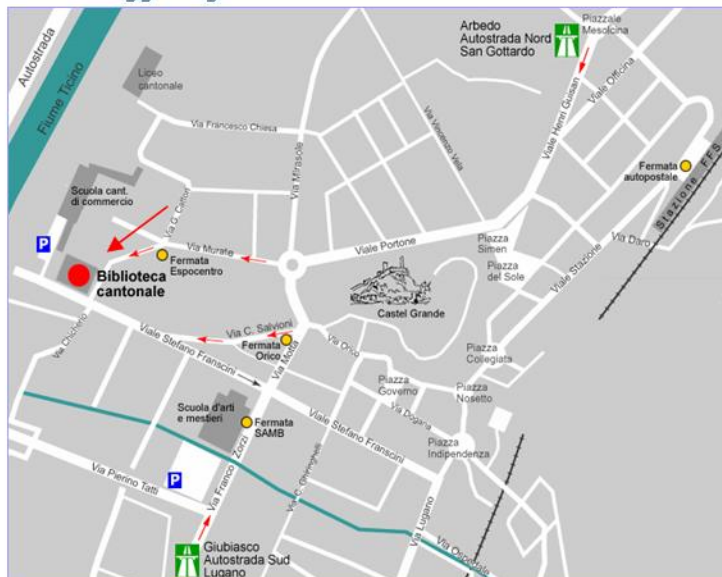 Autostrada
Fiume Ticino
Liceo
cantonale
Arbedo
Autostrada Nord
San Gottardo
Piazzale
Mesolcina
Viale Officina
Via Francesco Chiesa
Via Vincenzo Vela
Viale Henri Guisan
Via Mirasole
Fermata
autopostale
Stazione FFS
Scuola cant.
di commercio
Via G. Cattori
P
Via Murate
Viale Portone
Piazza
Simen
Via Daro
Fermata
Espocentro
Piazza
del Sole
Viale Stazione
Biblioteca
cantonale
Castel Grande
Via C. Salvioni
Via Chicherio
Viale Stefano Franscini
Fermata
Orico
Via Motta
Via Orico
Piazza
Collegiata
Piazza
Governo
Piazza
Nosetto
Scuola d'arti
e mestieri
Fermata
SAMB
Viale Stefano Franscini
Via Dogana
Piazza
Indipendenza
Via Pierino Tatti
P
Via Franco Zorzi
Via C. Ghiringhelli
Via Lugano
Via Ospedale
Giubiasco
Autostrada Sud
Lugano